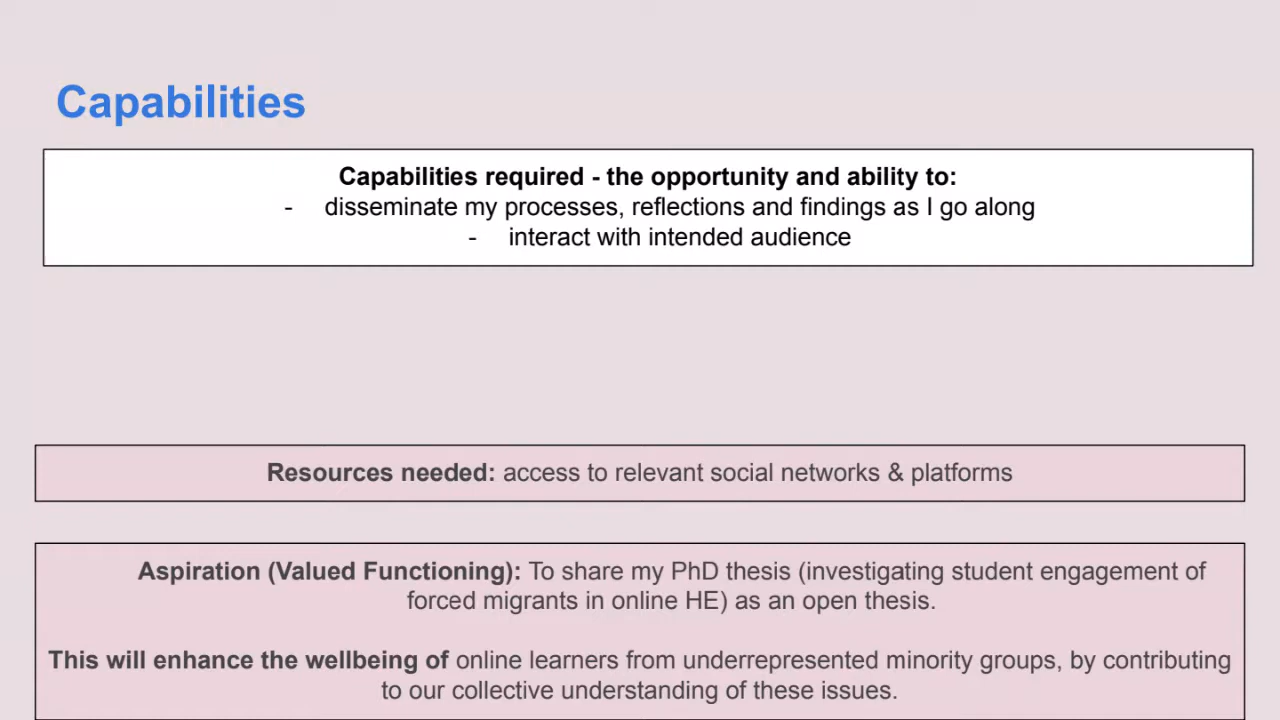 Capabilities
Capabilities required - the opportunity and ability to:
- disseminate my processes, reflections and findings as I go along
- interact with intended audience
Resources needed: access to relevant social networks & platforms
Aspiration (Valued Functioning): To share my PhD thesis (investigating student engagement of
forced migrants in online HE) as an open thesis.
This will enhance the wellbeing of online learners from underrepresented minority groups, by contributing
to our collective understanding of these issues.